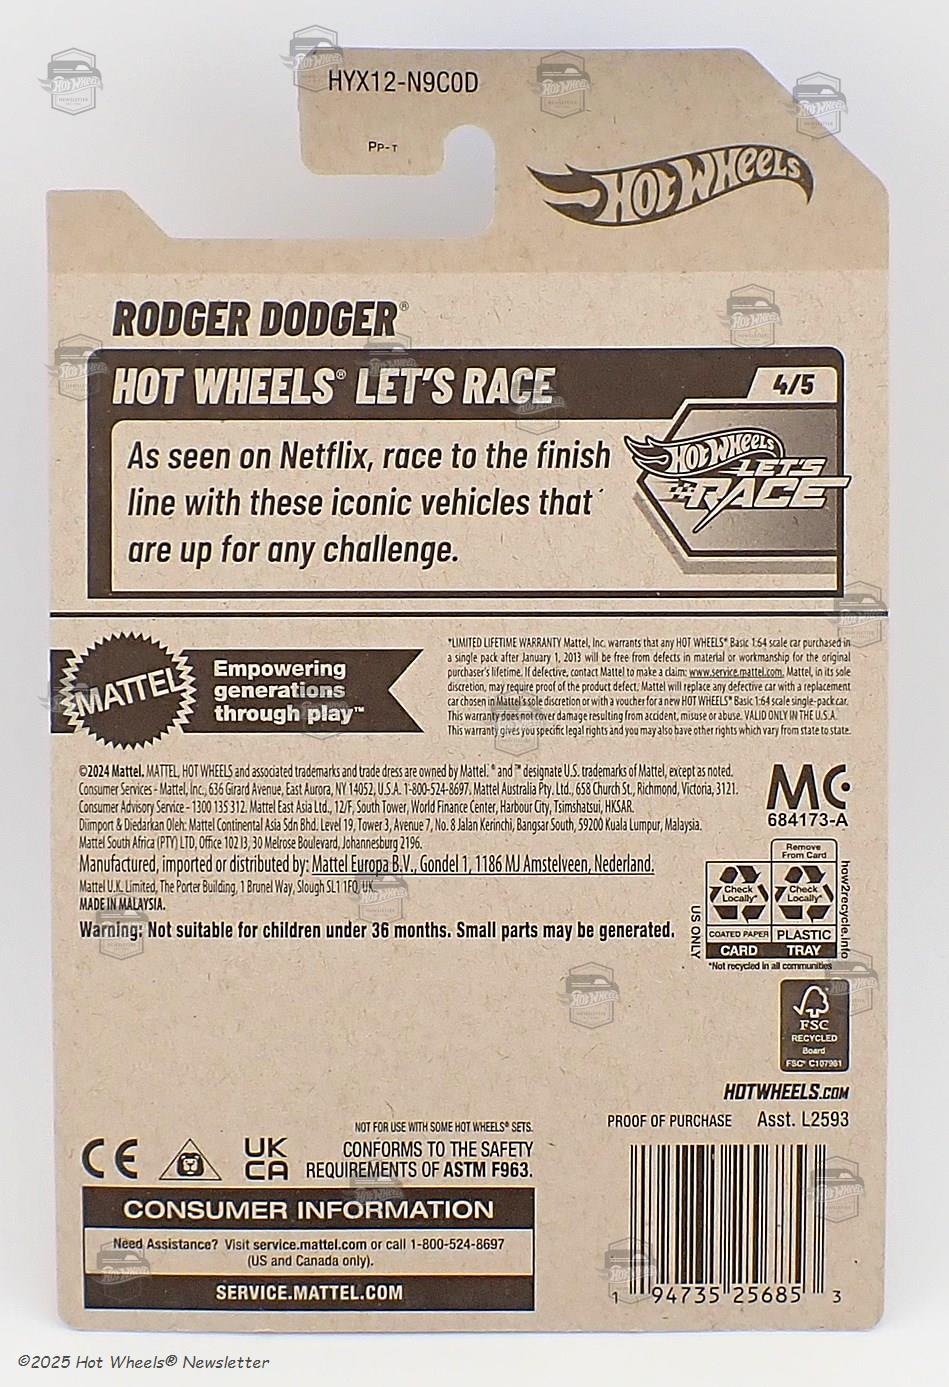 HYX12-N9C0D
PP-T
HOT WHEELS
RODGER DODGER®
HOT WHEELS® LET'S RACE
4/5
As seen on Netflix, race to the finish
line with these iconic vehicles that
are up for any challenge.
HOT WHEELS
LET'S
RACE
MATTEL
Empowering
generations
through play™
*LIMITED LIFETIME WARRANTY Mattel, Inc. warrants that any HOT WHEELS® Basic 1:64 scale car purchased in
a single pack after January 1, 2013 will be free from defects in material or workmanship for the original
purchaser's lifetime. If defective, contact Mattel to make a claim: www.service.mattel.com. Mattel, in its sole
discretion, may require proof of the product defect. Mattel will replace any defective car with a replacement
car chosen in Mattel's sole discretion or with a voucher for a new HOT WHEELS® Basic 1:64 scale single-pack car.
This warranty does not cover damage resulting from accident, misuse or abuse. VALID ONLY IN THE U.S.A.
This warranty gives you specific legal rights and you may also have other rights which vary from state to state.
©2024 Mattel. MATTEL, HOT WHEELS and associated trademarks and trade dress are owned by Mattel. ® and ™ designate U.S. trademarks of Mattel, except as noted.
Consumer Services - Mattel, Inc., 636 Girard Avenue, East Aurora, NY 14052, U.S.A. 1-800-524-8697. Mattel Australia Pty. Ltd., 658 Church St., Richmond, Victoria, 3121.
Consumer Advisory Service - 1300 135 312. Mattel East Asia Ltd., 12/F, South Tower, World Finance Center, Harbour City, Tsimshatsui, HKSAR.
Diimport & Diedarkan Oleh: Mattel Continental Asia Sdn Bhd. Level 19, Tower 3, Avenue 7, No. 8 Jalan Kerinchi, Bangsar South, 59200 Kuala Lumpur, Malaysia.
Mattel South Africa (PTY) LTD, Office 102 I3, 30 Melrose Boulevard, Johannesburg 2196.
Manufactured, imported or distributed by: Mattel Europa B.V., Gondel 1, 1186 MJ Amstelveen, Nederland.
Mattel U.K. Limited, The Porter Building, 1 Brunel Way, Slough SL1 1FQ, UK.
MADE IN MALAYSIA.
Warning: Not suitable for children under 36 months. Small parts may be generated.
MC
684173-A
Remove
From Card
Check
Locally*
Check
Locally*
COATED PAPER
PLASTIC
CARD
TRAY
US ONLY
how2recycle.info
*Not recycled in all communities
FSC
RECYCLED
Board
FSC® C107981
HOTWHEELS.COM
PROOF OF PURCHASE
Asst. L2593
NOT FOR USE WITH SOME HOT WHEELS® SETS.
CE
UK
CA
CONFORMS TO THE SAFETY
REQUIREMENTS OF ASTM F963.
CONSUMER INFORMATION
Need Assistance? Visit service.mattel.com or call 1-800-524-8697
(US and Canada only).
SERVICE.MATTEL.COM
1 94735 25685 3
©2025 Hot Wheels® Newsletter